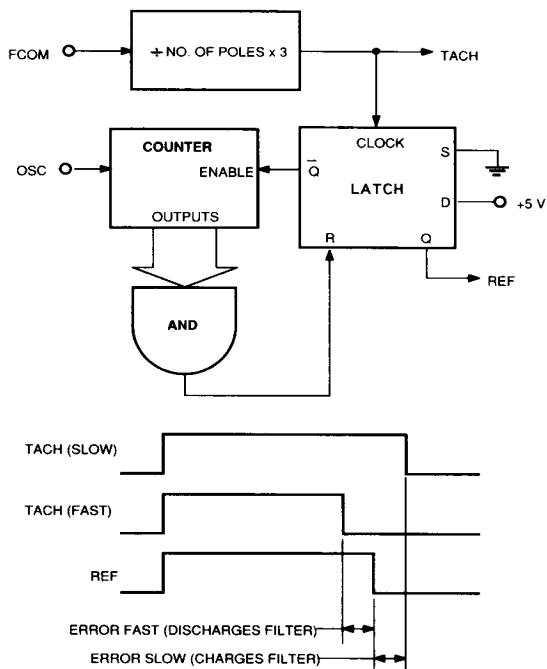 FCOM
÷ NO. OF POLES x 3
TACH
OSC
COUNTER
ENABLE
OUTPUTS
CLOCK
Q̅
LATCH
S
D
+5 V
R
Q
REF
AND
TACH (SLOW)
TACH (FAST)
REF
ERROR FAST (DISCHARGES FILTER)
ERROR SLOW (CHARGES FILTER)